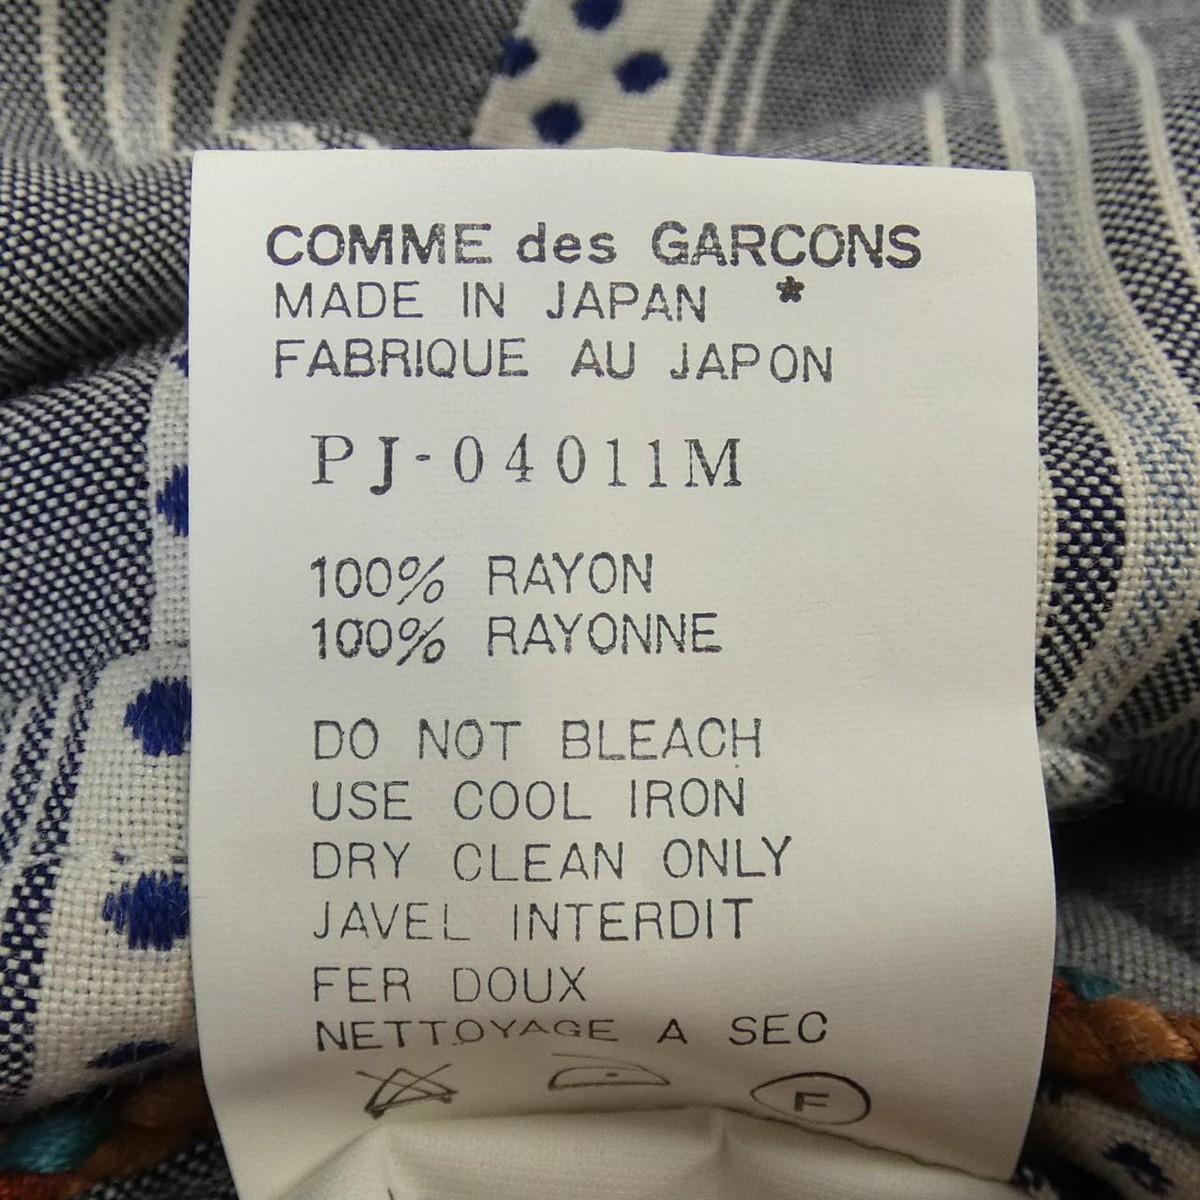 COMME des GARCONS
MADE IN JAPAN *
FABRIQUE AU JAPON
PJ-04011M
100% RAYON
100% RAYONNE
DO NOT BLEACH
USE COOL IRON
DRY CLEAN ONLY
JAVEL INTERDIT
FER DOUX
NETTOYAGE A SEC
F